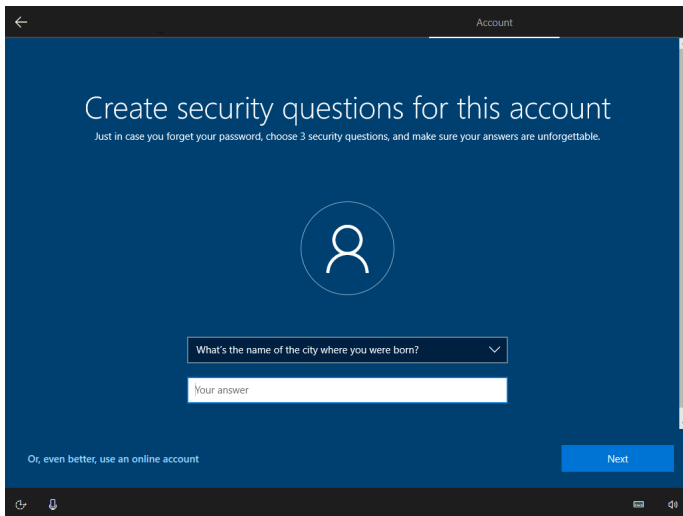 Account
Create security questions for this account
Just in case you forget your password, choose 3 security questions, and make sure your answers are unforgettable.
What's the name of the city where you were born?
Your answer
Or, even better, use an online account
Next